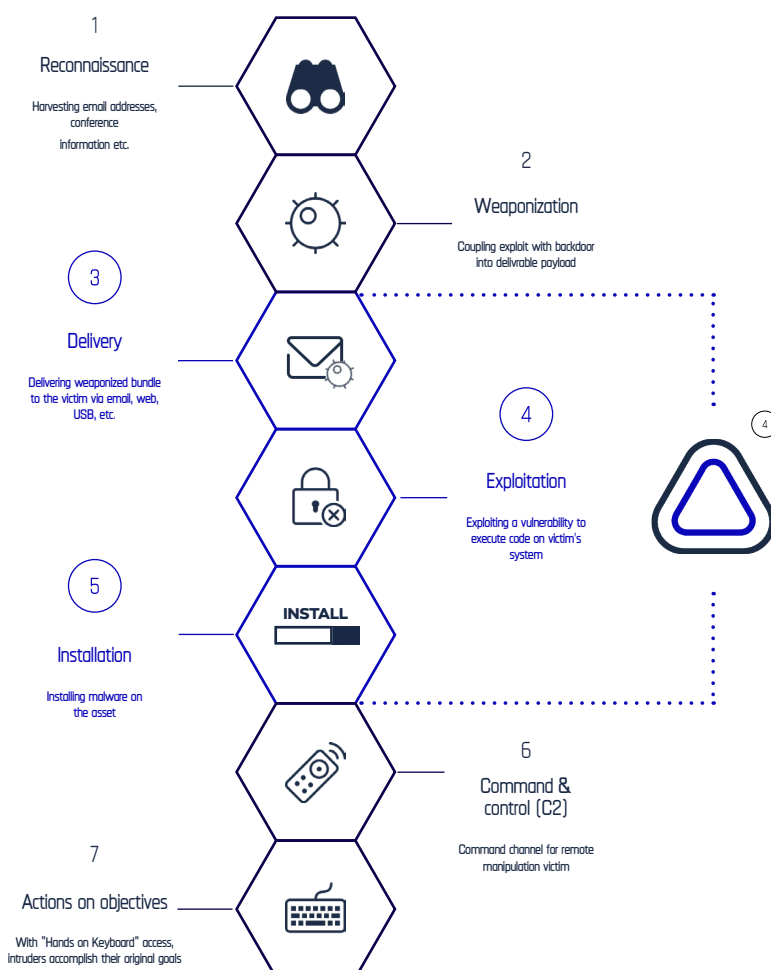 1
Reconnaissance
Harvesting email addresses,
conference
information etc.
2
Weaponization
Coupling exploit with backdoor
into delivrable payload
3
Delivery
Delivering weaponized bundle
to the victim via email, web,
USB, etc.
4
Exploitation
Exploiting a vulnerability to
execute code on victim's
system
4
5
Installation
Installing malware on
the asset
INSTALL
6
Command &
control (C2)
Command channel for remote
manipulation victim
7
Actions on objectives
With "Hands on Keyboard" access,
intruders accomplish their original goals